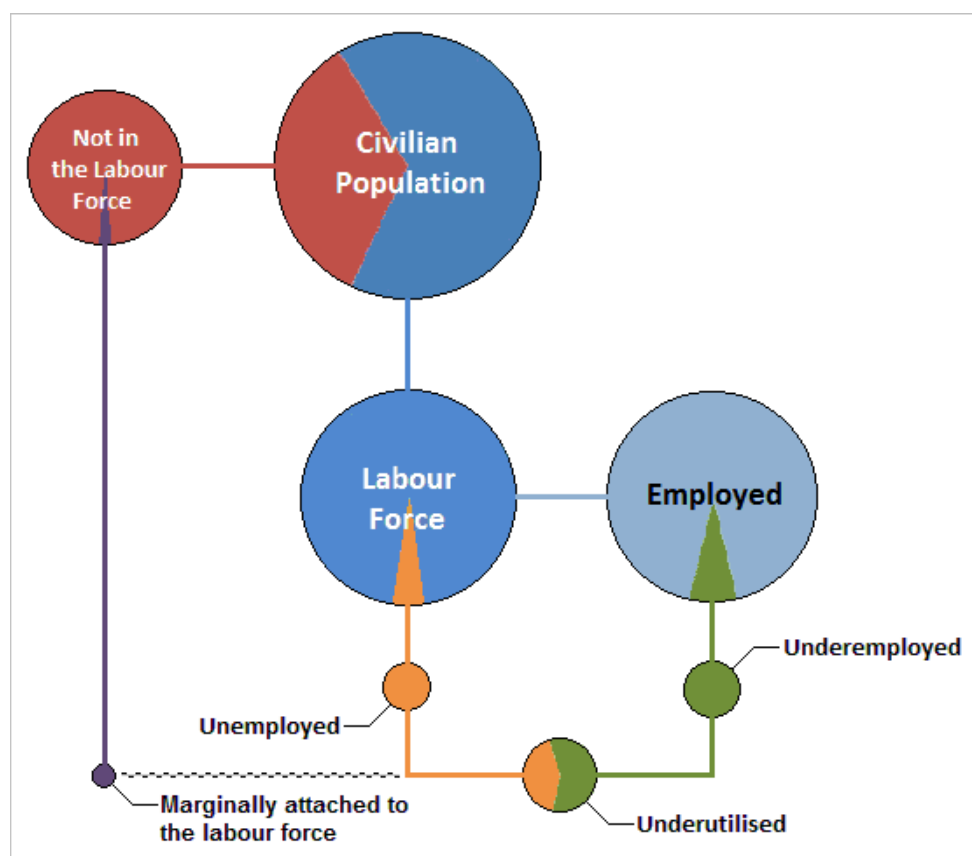 Civilian
Population
Not in
the Labour
Force
Labour
Force
Employed
Underemployed
Unemployed
Marginally attached to
the labour force
Underutilised